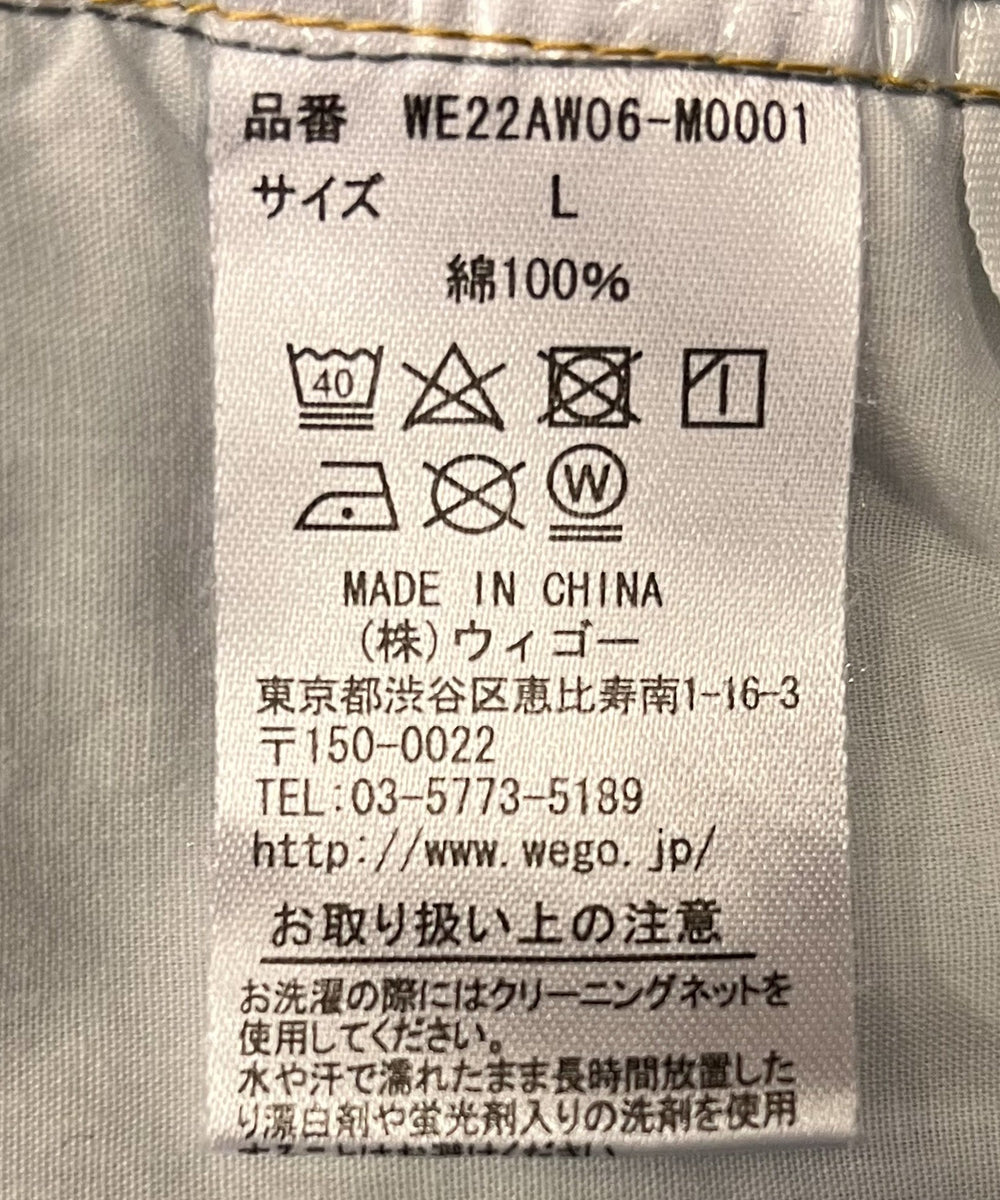 品番 WE22AW06-M0001
サイズ L
綿100%
40
W
MADE IN CHINA
(株)ウィゴー
東京都渋谷区恵比寿南1-16-3
〒150-0022
TEL:03-5773-5189
http://www.wego.jp/
お取り扱い上の注意
お洗濯の際にはクリーニングネットを
使用してください。
水や汗で濡れたまま長時間放置した
り漂白剤や蛍光剤入りの洗剤を使用